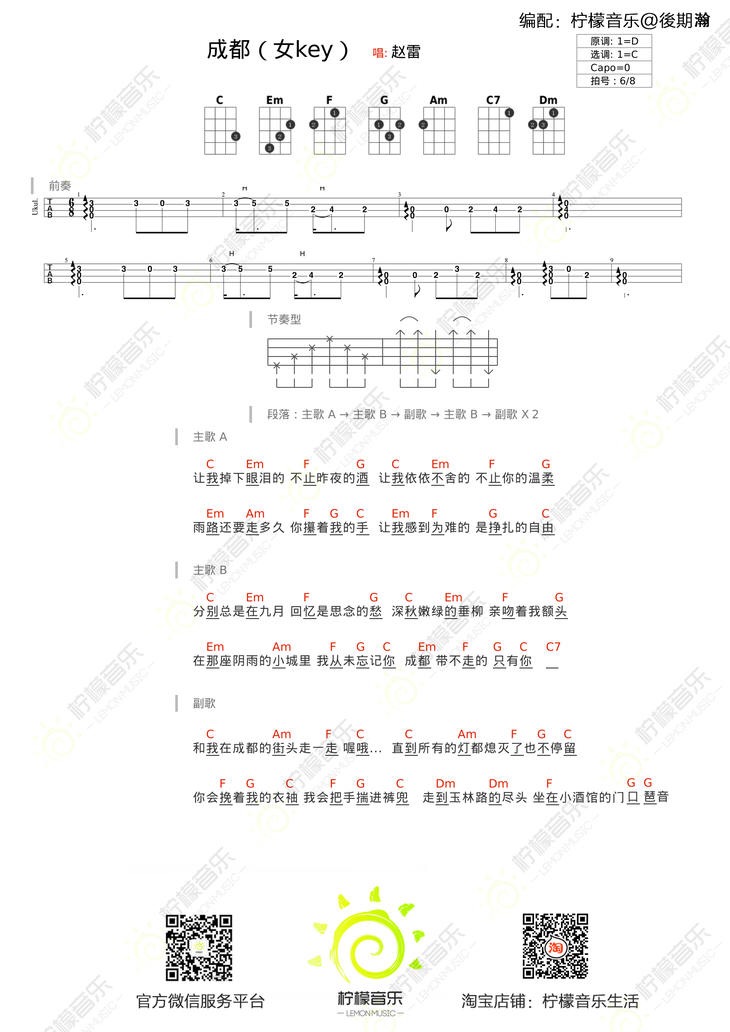 编配：柠檬音乐@後期瀚
成都（女key） 唱: 赵雷
原调：1=D
选调：1=C
Capo=0
拍号：6/8
C Em F G Am C7 Dm
前奏
节奏型
段落：主歌 A → 主歌 B → 副歌 → 主歌 B → 副歌 X 2
主歌 A
C Em F G C Em F G
让我掉下眼泪的 不止昨夜的酒 让我依依不舍的 不止你的温柔
Em Am F G C Em F G C
雨路还要走多久 你攥着我的手 让我感到为难的 是挣扎的自由
主歌 B
C Em F G C Em F G
分别总是在九月 回忆是思念的愁 深秋嫩绿的垂柳 亲吻着我额头
Em Am F G C Em F G C C7
在那座阴雨的小城里 我从未忘记你 成都 带不走的 只有你
副歌
C Am F G C C Am F G C
和我在成都的街头走一走 喔哦... 直到所有的灯都熄灭了也不停留
F G C F G C Dm Dm F G G
你会挽着我的衣袖 我会把手揣进裤兜 走到玉林路的尽头 坐在小酒馆的门口 琶音
官方微信服务平台
柠檬音乐
LEMON MUSIC
淘
淘宝店铺：柠檬音乐生活